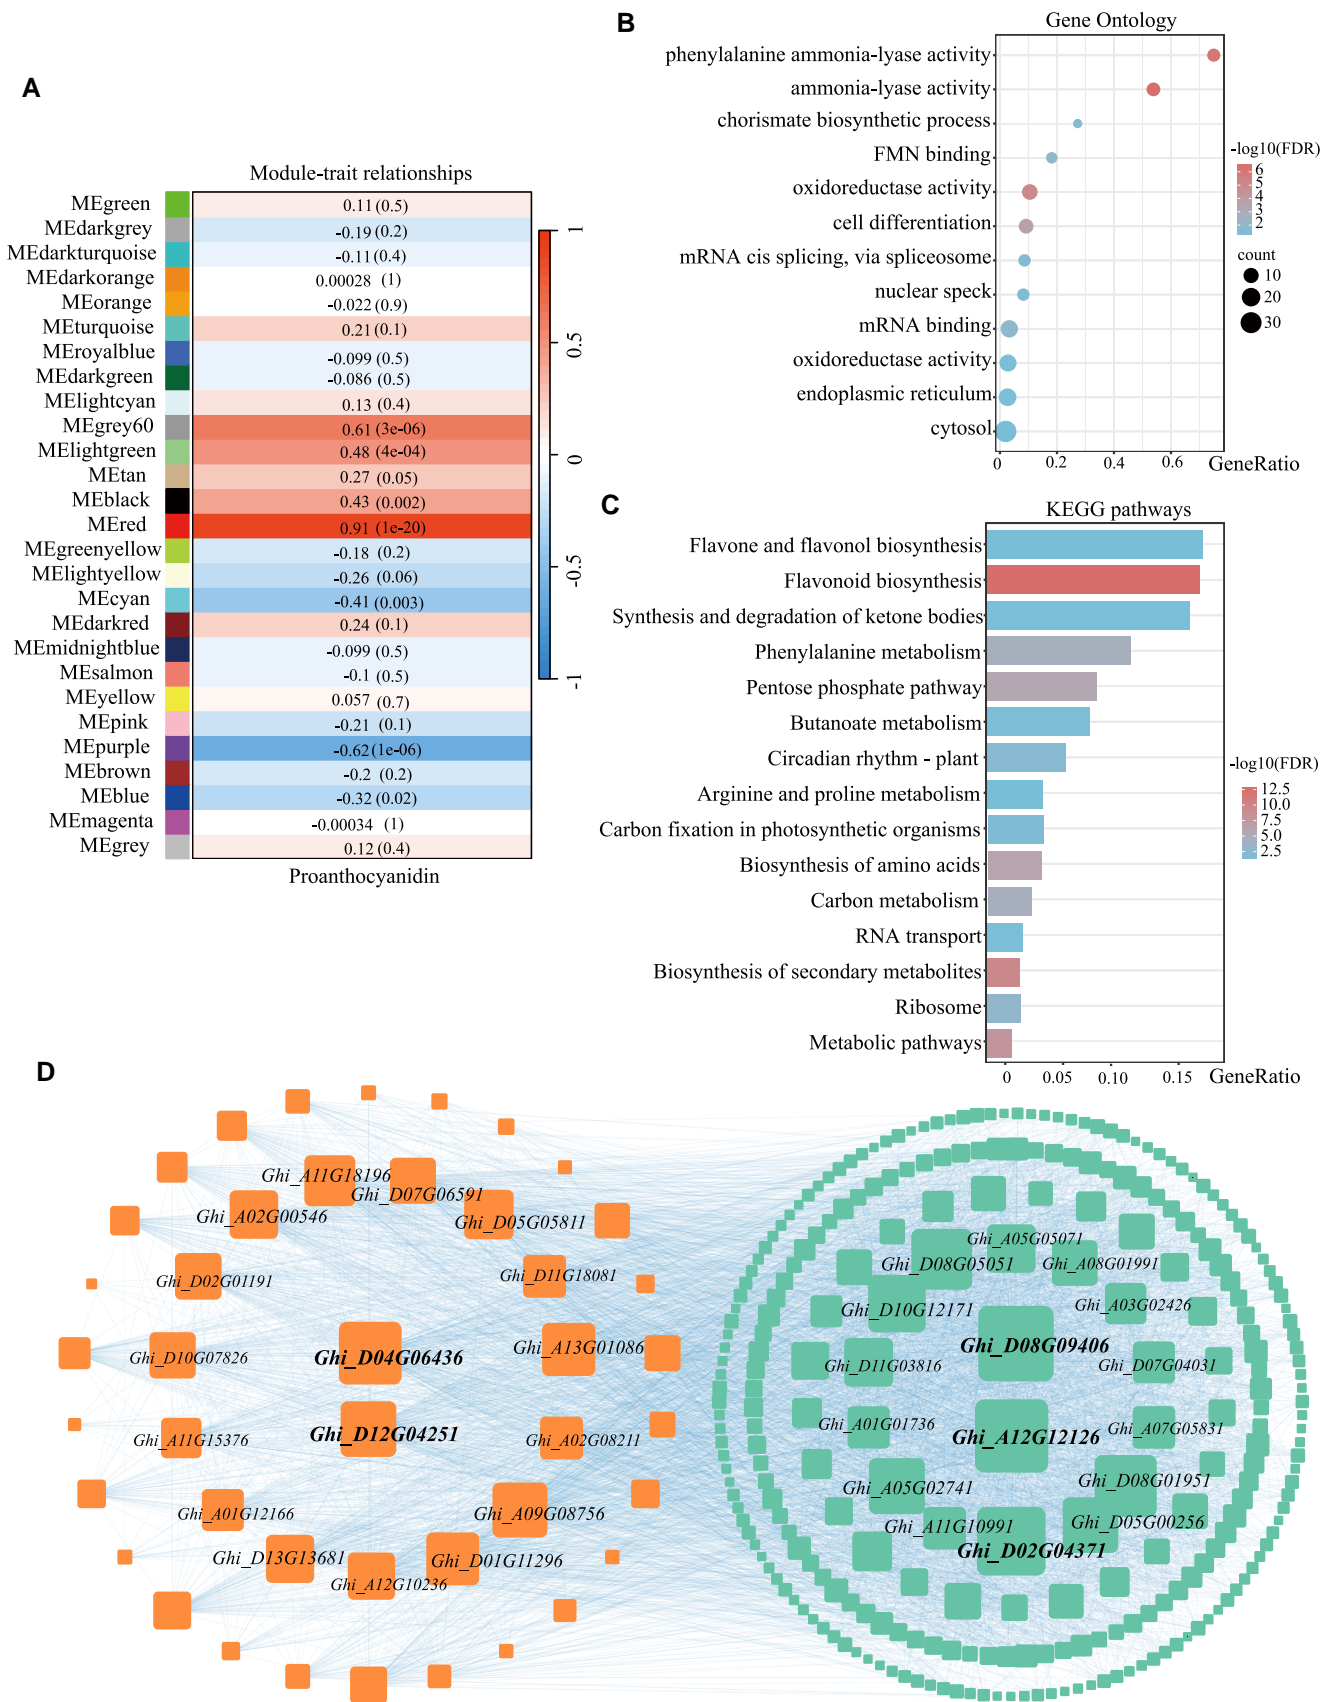 A
Module-trait relationships
MEgreen 0.11 (0.5)
MEdarkgrey -0.19 (0.2)
MEdarkturquoise -0.11 (0.4)
MEdarkorange 0.00028 (1)
MEorange -0.022 (0.9)
MEturquoise 0.21 (0.1)
MEroyalblue -0.099 (0.5)
MEdarkgreen -0.086 (0.5)
MElightcyan 0.13 (0.4)
MEgrey60 0.61 (3e-06)
MElightgreen 0.48 (4e-04)
MEtan 0.27 (0.05)
MEblack 0.43 (0.002)
MEred 0.91 (1e-20)
MEgreenyellow -0.18 (0.2)
MElightyellow -0.26 (0.06)
MEcyan -0.41 (0.003)
MEdarkred 0.24 (0.1)
MEmidnightblue -0.099 (0.5)
MEsalmon -0.1 (0.5)
MEyellow 0.057 (0.7)
MEpink -0.21 (0.1)
MEpurple -0.62 (1e-06)
MEbrown -0.2 (0.2)
MEblue -0.32 (0.02)
MEmagenta -0.00034 (1)
MEgrey 0.12 (0.4)
Proanthocyanidin
1
0.5
0
-0.5
-1
B
Gene Ontology
phenylalanine ammonia-lyase activity
ammonia-lyase activity
chorismate biosynthetic process
FMN binding
oxidoreductase activity
cell differentiation
mRNA cis splicing, via spliceosome
nuclear speck
mRNA binding
oxidoreductase activity
endoplasmic reticulum
cytosol
0 0.2 0.4 0.6 GeneRatio
-log10(FDR)
6
5
4
3
2
count
10
20
30
C
KEGG pathways
Flavone and flavonol biosynthesis
Flavonoid biosynthesis
Synthesis and degradation of ketone bodies
Phenylalanine metabolism
Pentose phosphate pathway
Butanoate metabolism
Circadian rhythm - plant
Arginine and proline metabolism
Carbon fixation in photosynthetic organisms
Biosynthesis of amino acids
Carbon metabolism
RNA transport
Biosynthesis of secondary metabolites
Ribosome
Metabolic pathways
0 0.05 0.10 0.15 GeneRatio
-log10(FDR)
12.5
10.0
7.5
5.0
2.5
D
Ghi_A11G18196
Ghi_D07G06591
Ghi_A02G00546
Ghi_D05G05811
Ghi_D02G01191
Ghi_D11G18081
Ghi_D10G07826
Ghi_D04G06436
Ghi_A13G01086
Ghi_A11G15376
Ghi_D12G04251
Ghi_A02G08211
Ghi_A01G12166
Ghi_A09G08756
Ghi_D13G13681
Ghi_D01G11296
Ghi_A12G10236
Ghi_A05G05071
Ghi_D08G05051
Ghi_A08G01991
Ghi_D10G12171
Ghi_A03G02426
Ghi_D08G09406
Ghi_D11G03816
Ghi_D07G04031
Ghi_A01G01736
Ghi_A12G12126
Ghi_A07G05831
Ghi_A05G02741
Ghi_D08G01951
Ghi_A11G10991
Ghi_D05G00256
Ghi_D02G04371